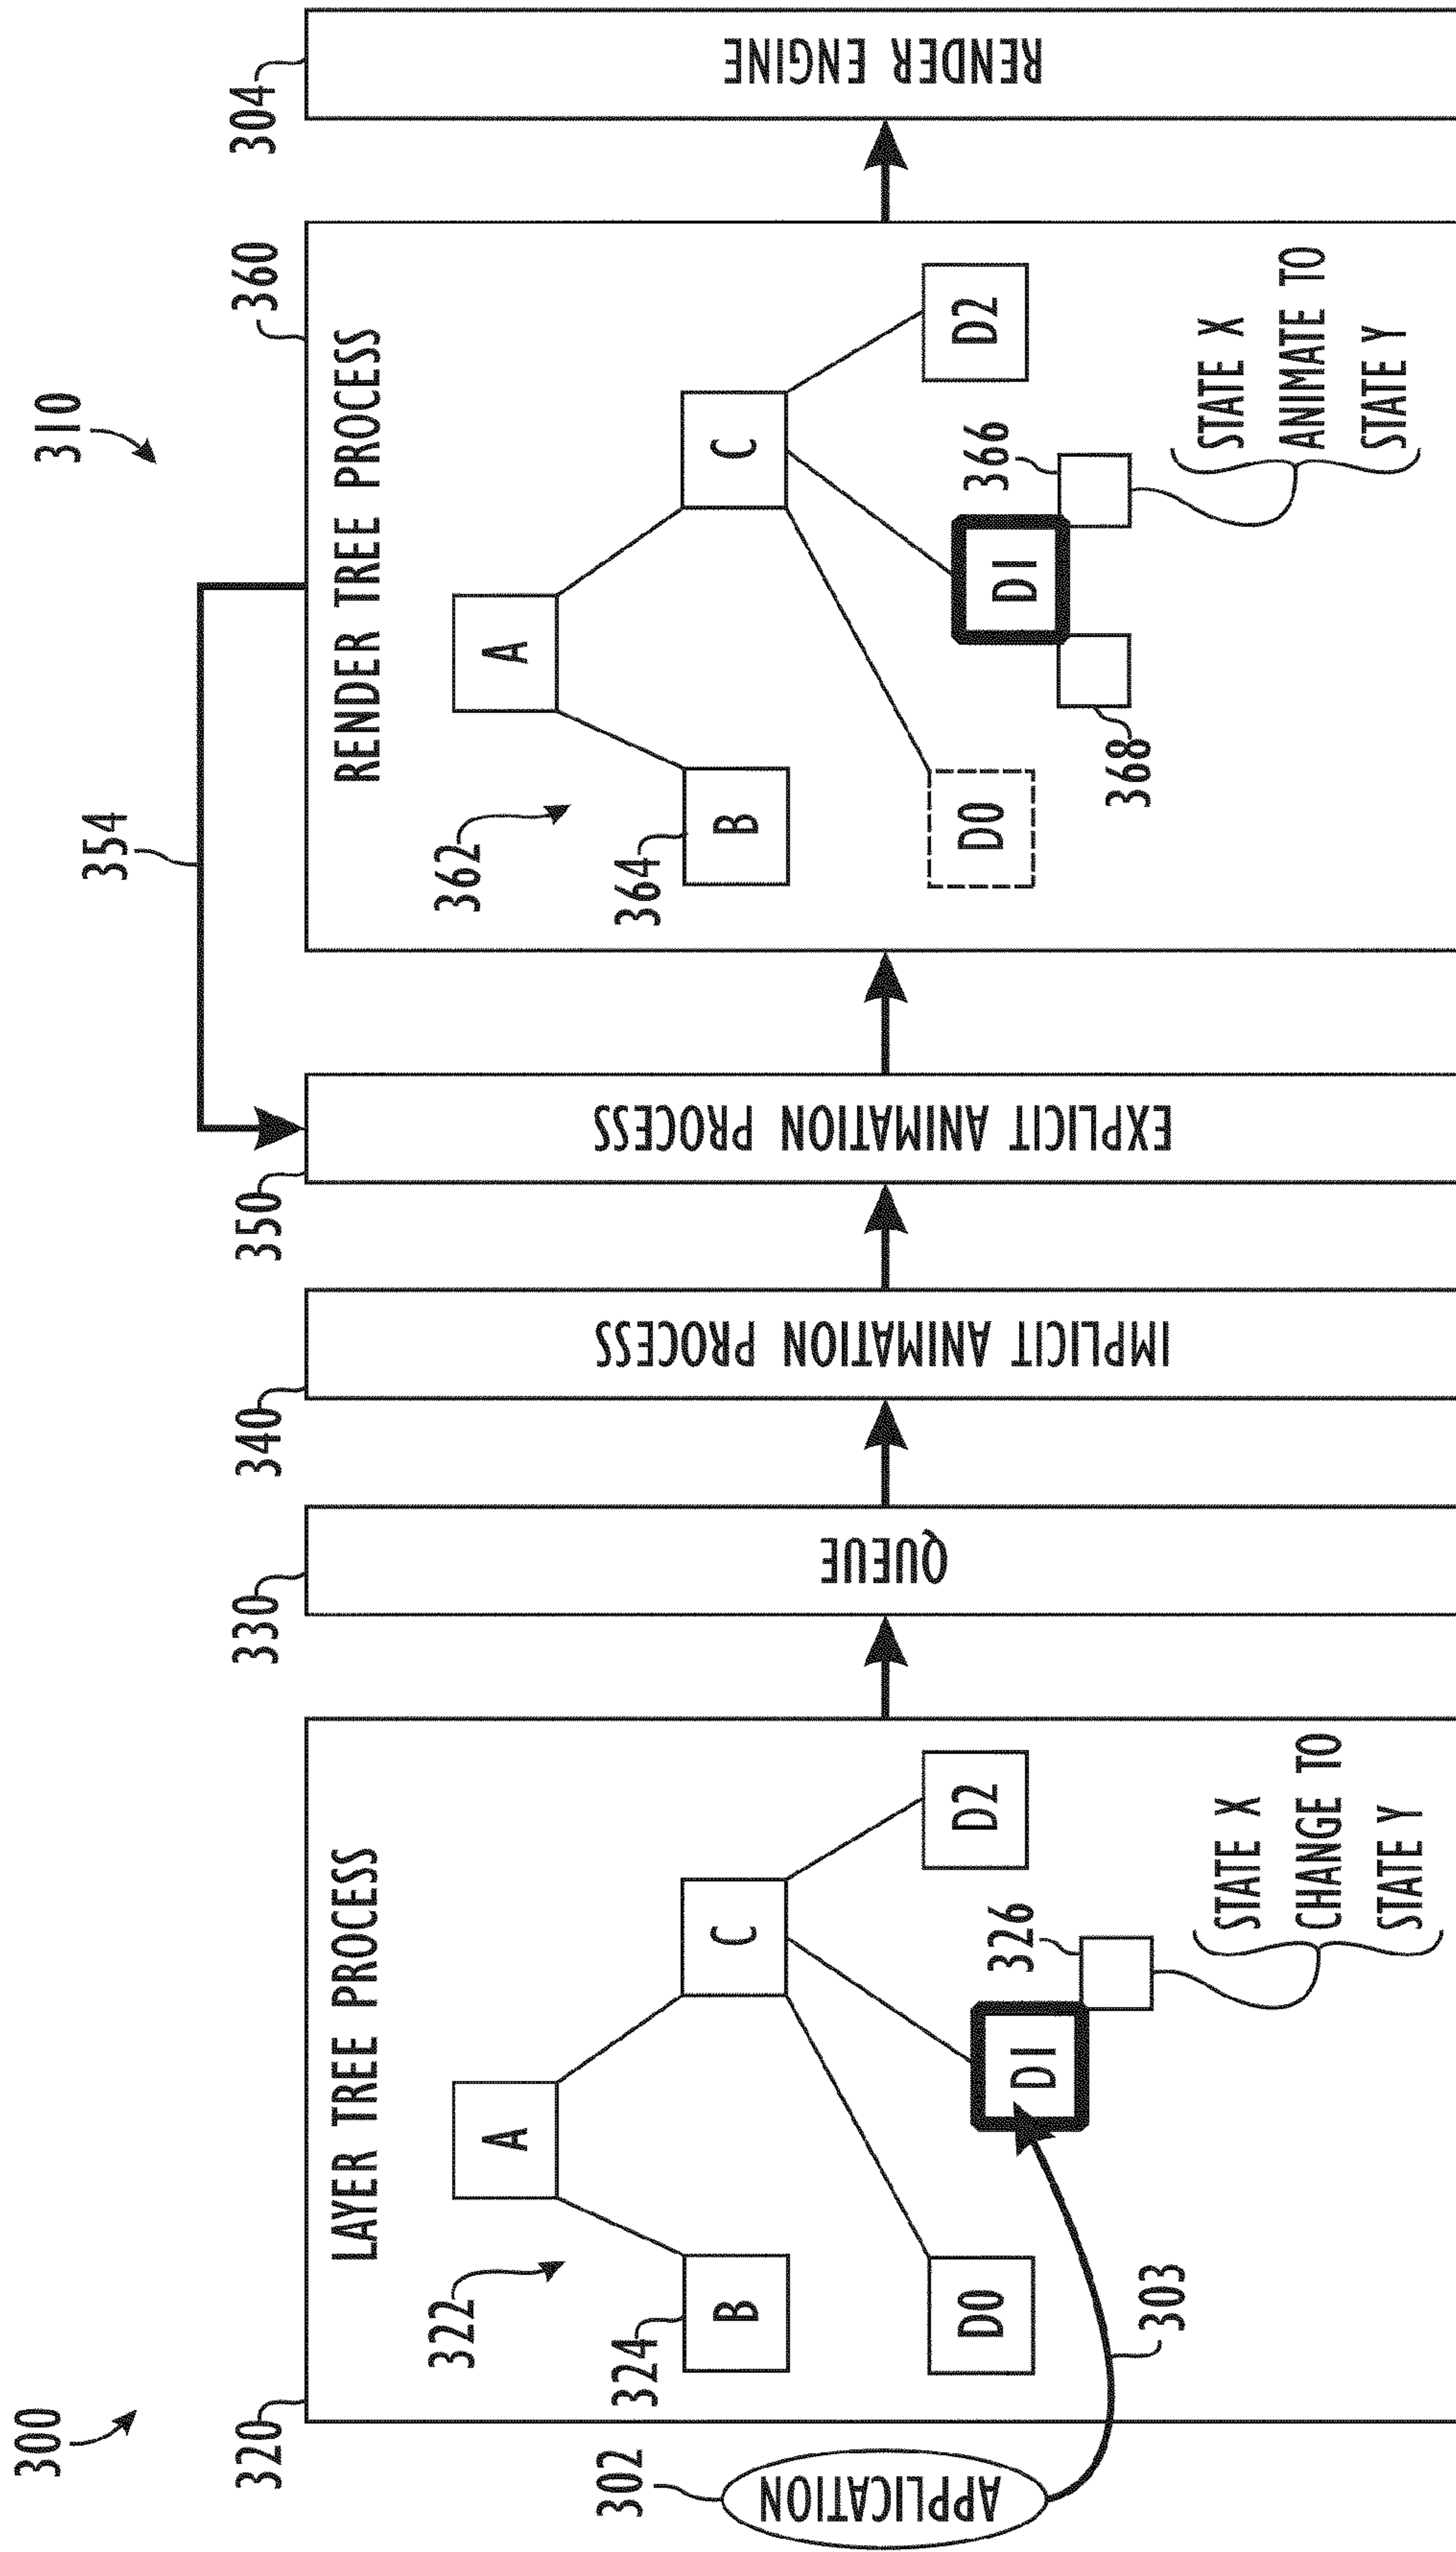 300
310
354
320
330
340
350
360
304
302
APPLICATION
303
LAYER TREE PROCESS
322
324
A
B
C
D0
D1
D2
326
STATE X
CHANGE TO
STATE Y
QUEUE
IMPLICIT ANIMATION PROCESS
EXPLICIT ANIMATION PROCESS
RENDER TREE PROCESS
362
364
A
B
C
D0
D1
D2
366
368
STATE X
ANIMATE TO
STATE Y
RENDER ENGINE